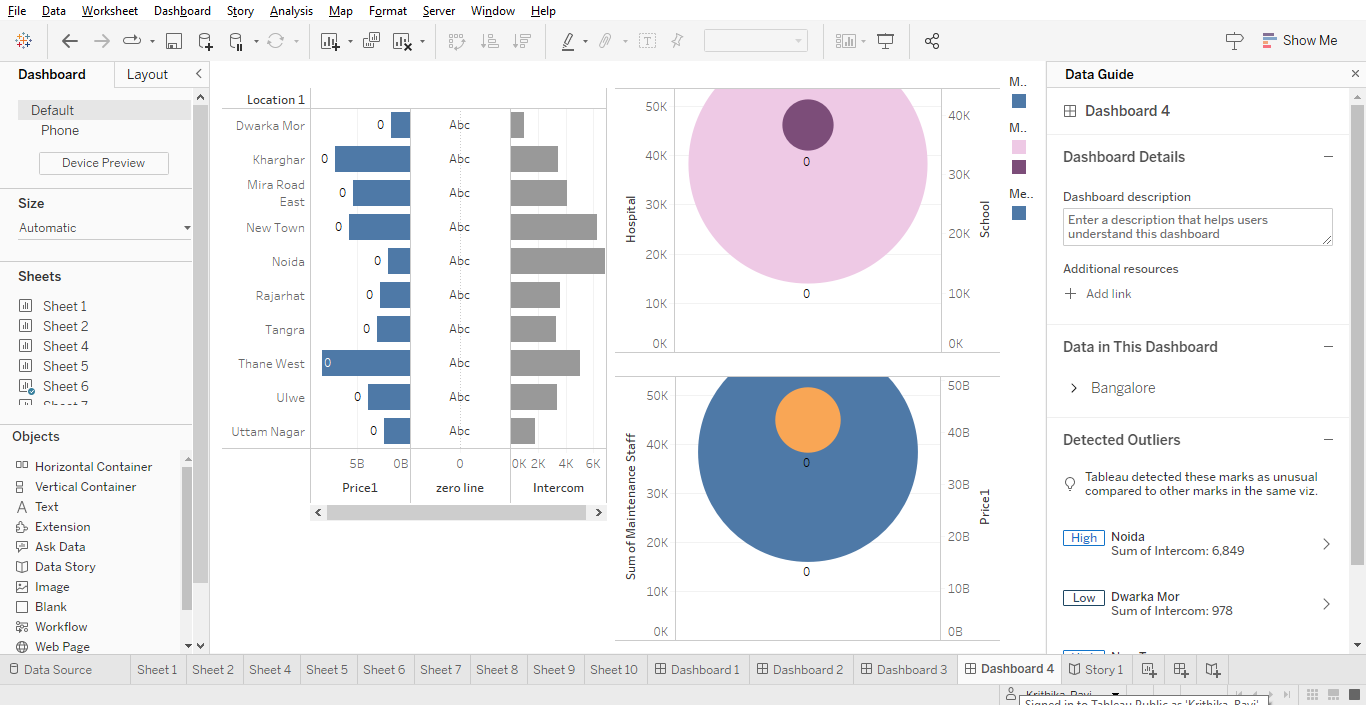 File Data Worksheet Dashboard Story Analysis Map Format Server Window Help
Show Me
Dashboard Layout
Default
Phone
Device Preview
Size
Automatic
Sheets
Sheet 1
Sheet 2
Sheet 4
Sheet 5
Sheet 6
Objects
Horizontal Container
Vertical Container
Text
Extension
Ask Data
Data Story
Image
Blank
Workflow
Web Page
Location 1
Dwarka Mor 0 Abc
Kharghar 0 Abc
Mira Road
East 0 Abc
New Town 0 Abc
Noida 0 Abc
Rajarhat 0 Abc
Tangra 0 Abc
Thane West 0 Abc
Ulwe 0 Abc
Uttam Nagar 0 Abc
5B 0B 0 0K 2K 4K 6K
Price1 zero line Intercom
Hospital
50K
40K
30K
20K
10K
0K
0
0
40K
30K
20K
10K
0K
School
Sum of Maintenance Staff
50K
40K
30K
20K
10K
0K
0
0
50B
40B
30B
20B
10B
0B
Price1
M..
M..
Me..
Data Guide
Dashboard 4
Dashboard Details
Dashboard description
Enter a description that helps users
understand this dashboard
Additional resources
Add link
Data in This Dashboard
Bangalore
Detected Outliers
Tableau detected these marks as unusual
compared to other marks in the same viz.
High Noida
Sum of Intercom: 6,849
Low Dwarka Mor
Sum of Intercom: 978
Data Source Sheet 1 Sheet 2 Sheet 4 Sheet 5 Sheet 6 Sheet 7 Sheet 8 Sheet 9 Sheet 10 Dashboard 1 Dashboard 2 Dashboard 3 Dashboard 4 Story 1
Signed in to Tableau Public as 'Krithika, Ravi'